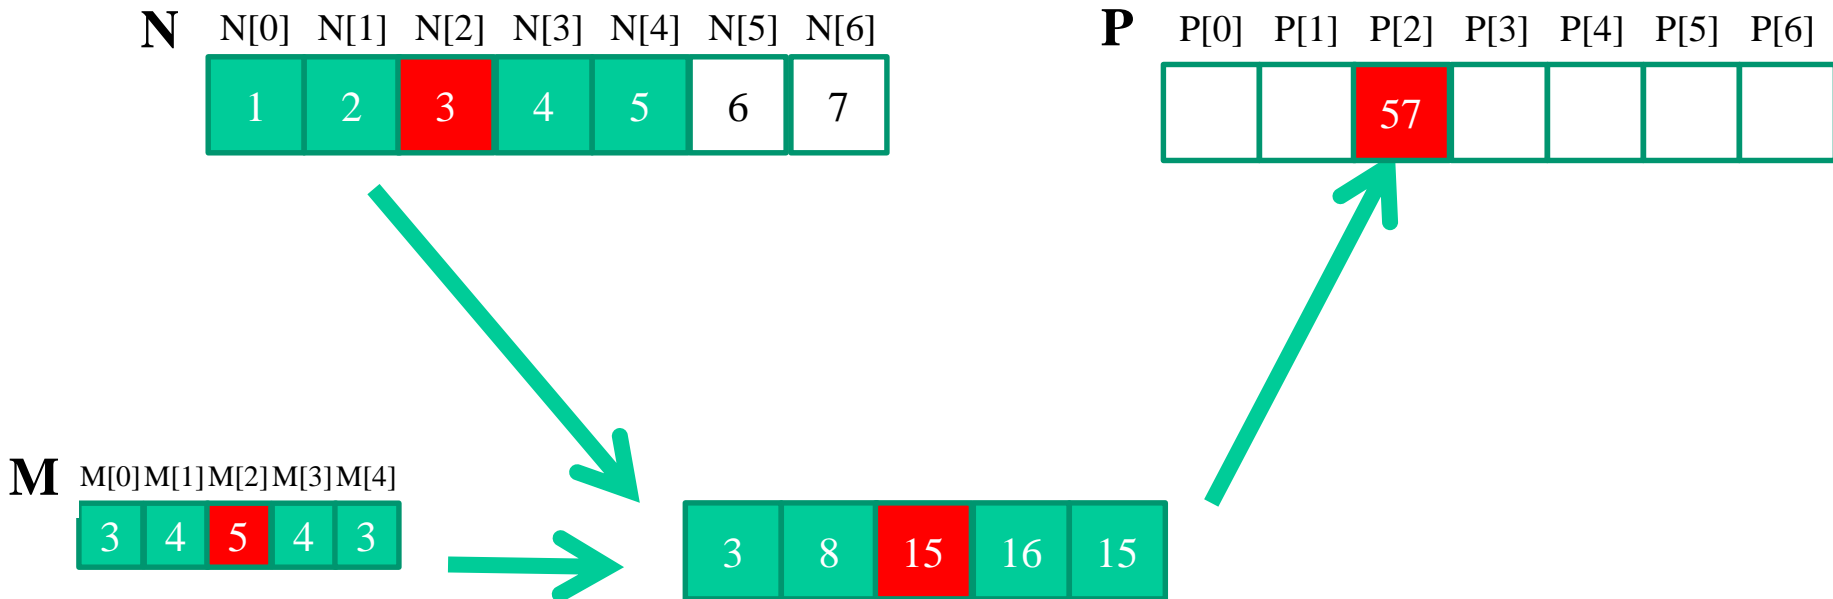 N N[0] N[1] N[2] N[3] N[4] N[5] N[6]
1 2 3 4 5 6 7
P P[0] P[1] P[2] P[3] P[4] P[5] P[6]
57
M M[0] M[1] M[2] M[3] M[4]
3 4 5 4 3
3 8 15 16 15